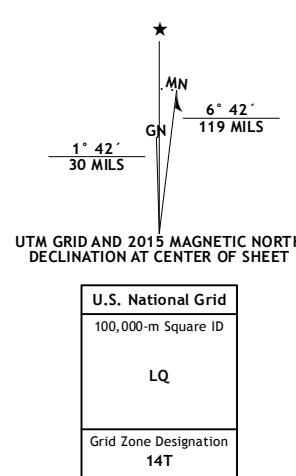 ★
MN
6° 42´
119 MILS
GN
1° 42´
30 MILS
UTM GRID AND 2015 MAGNETIC NORTH
DECLINATION AT CENTER OF SHEET
U.S. National Grid
100,000-m Square ID
LQ
Grid Zone Designation
14T